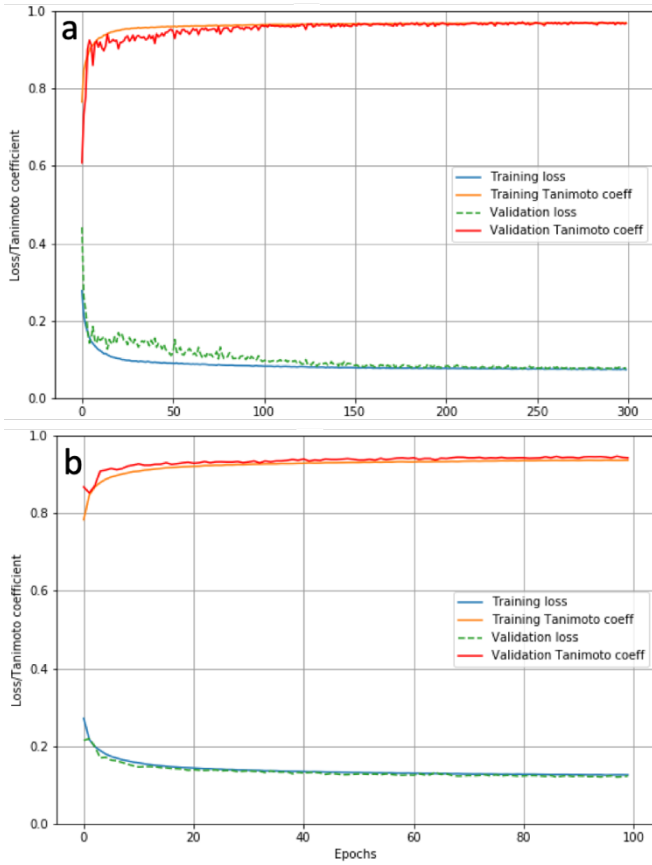 a
1.0
0.8
0.6
0.4
0.2
0.0
Loss/Tanimoto coefficient
Training loss
Training Tanimoto coeff
Validation loss
Validation Tanimoto coeff
0 50 100 150 200 250 300
b
1.0
0.8
0.6
0.4
0.2
0.0
Loss/Tanimoto coefficient
Training loss
Training Tanimoto coeff
Validation loss
Validation Tanimoto coeff
0 20 40 60 80 100
Epochs